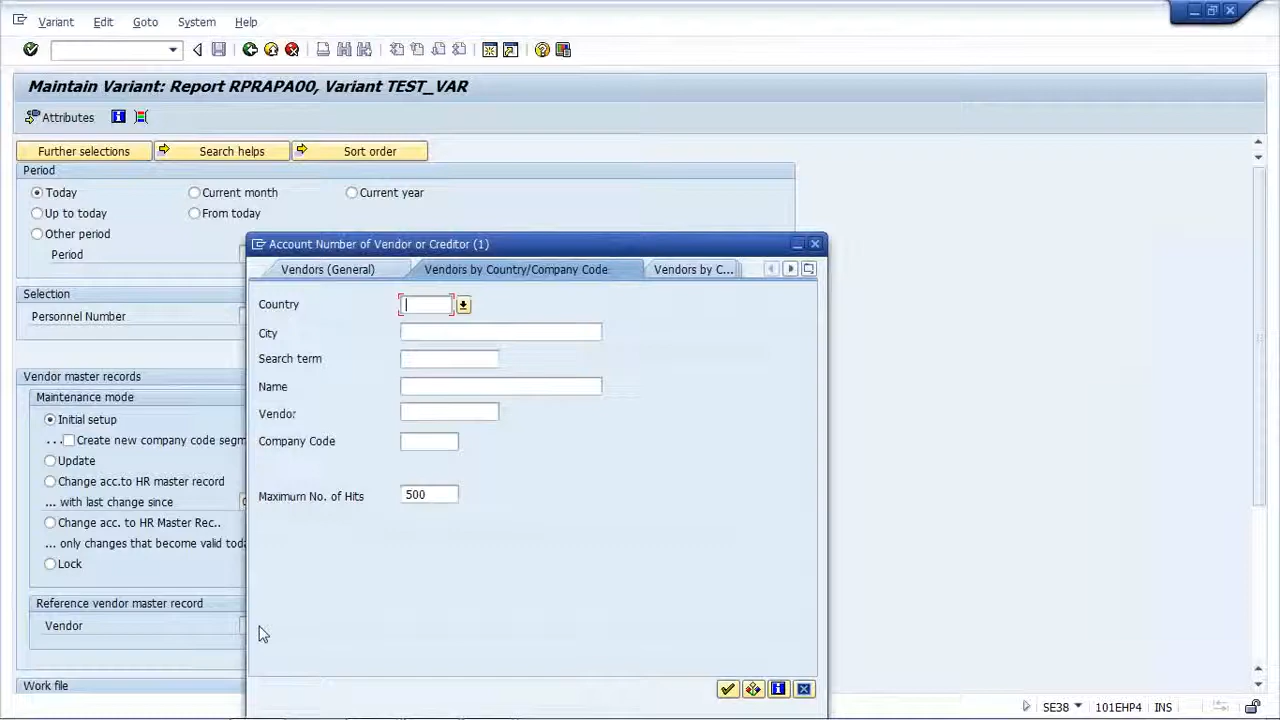 Variant Edit Goto System Help
Maintain Variant: Report RPRAPA00, Variant TEST_VAR
Attributes
Further selections Search helps Sort order
Period
Today Current month Current year
Up to today From today
Other period
Period
Selection
Personnel Number
Vendor master records
Maintenance mode
Initial setup
... Create new company code segm
Update
Change acc.to HR master record
... with last change since
Change acc. to HR Master Rec..
... only changes that become valid toda
Lock
Reference vendor master record
Vendor
Work file
Account Number of Vendor or Creditor (1)
Vendors (General) Vendors by Country/Company Code Vendors by C...
Country
City
Search term
Name
Vendor
Company Code
Maximum No. of Hits 500
SE38 101EHP4 INS